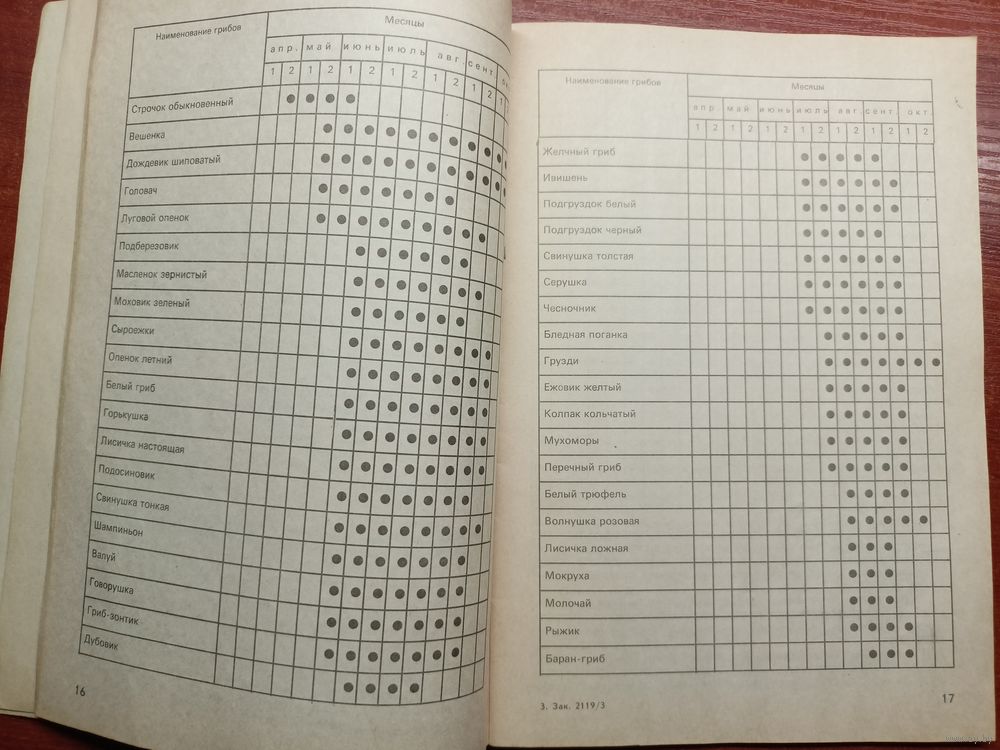 Наименование грибов
Месяцы
апр. май июнь июль авг. сент.
1 2 1 2 1 2 1 2 1 2 1 2 1
Строчок обыкновенный
Вешенка
Дождевик шиповатый
Головач
Луговой опенок
Подберезовик
Масленок зернистый
Моховик зеленый
Сыроежки
Опенок летний
Белый гриб
Горькушка
Лисичка настоящая
Подосиновик
Свинушка тонкая
Шампиньон
Валуй
Говорушка
Гриб-зонтик
Дубовик
16
Наименование грибов
Месяцы
апр. май июнь июль авг. сент. окт.
1 2 1 2 1 2 1 2 1 2 1 2 1 2
Желчный гриб
Ивишень
Подгруздок белый
Подгруздок черный
Свинушка толстая
Серушка
Чесночник
Бледная поганка
Грузди
Ежовик желтый
Колпак кольчатый
Мухоморы
Перечный гриб
Белый трюфель
Волнушка розовая
Лисичка ложная
Мокруха
Молочай
Рыжик
Баран-гриб
3. Зак. 2119/3
17